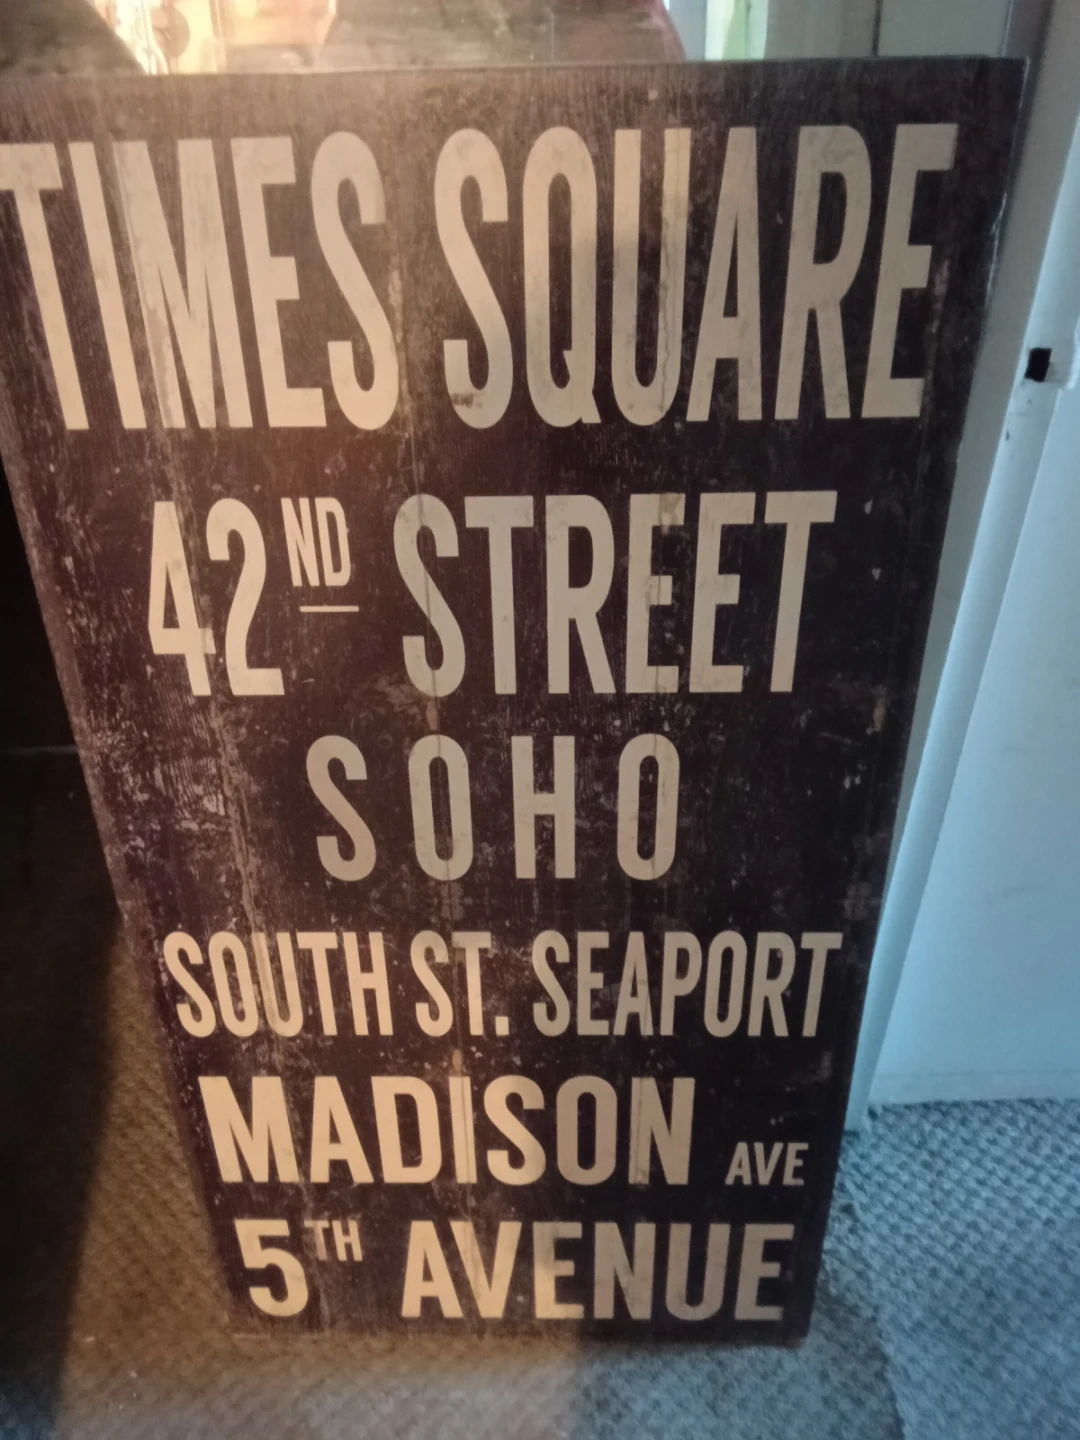 TIMES SQUARE
42ND STREET
SOHO
SOUTH ST. SEAPORT
MADISON AVE
5TH AVENUE